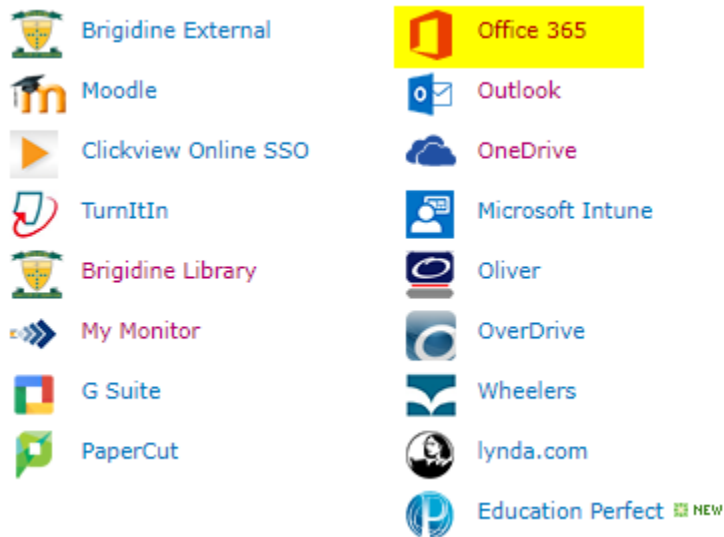 Brigidine External
Moodle
Clickview Online SSO
TurnItIn
Brigidine Library
My Monitor
G Suite
PaperCut
Office 365
Outlook
OneDrive
Microsoft Intune
Oliver
OverDrive
Wheelers
lynda.com
Education Perfect NEW